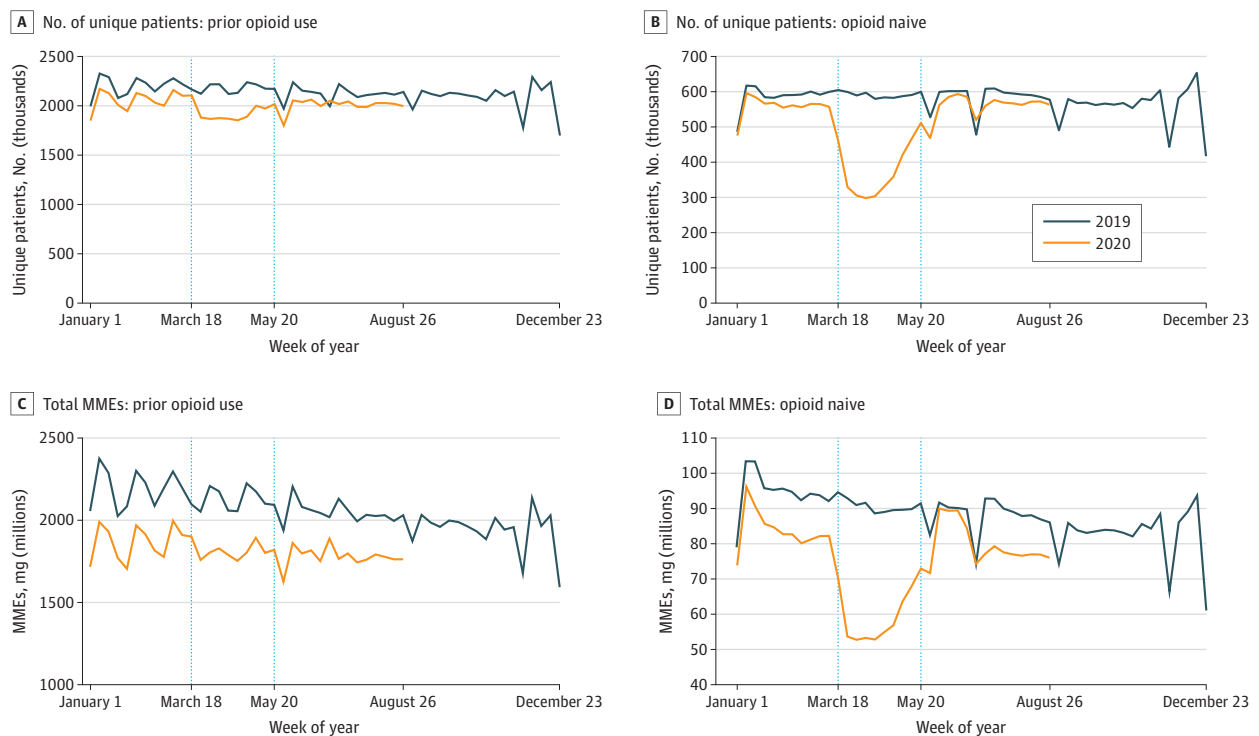 A No. of unique patients: prior opioid use
Unique patients, No. (thousands)
2500
2000
1500
1000
500
0
January 1 March 18 May 20 August 26 December 23
Week of year
B No. of unique patients: opioid naive
Unique patients, No. (thousands)
700
600
500
400
300
200
100
0
2019
2020
January 1 March 18 May 20 August 26 December 23
Week of year
C Total MMEs: prior opioid use
MMEs, mg (millions)
2500
2000
1500
1000
January 1 March 18 May 20 August 26 December 23
Week of year
D Total MMEs: opioid naive
MMEs, mg (millions)
110
100
90
80
70
60
50
40
January 1 March 18 May 20 August 26 December 23
Week of year